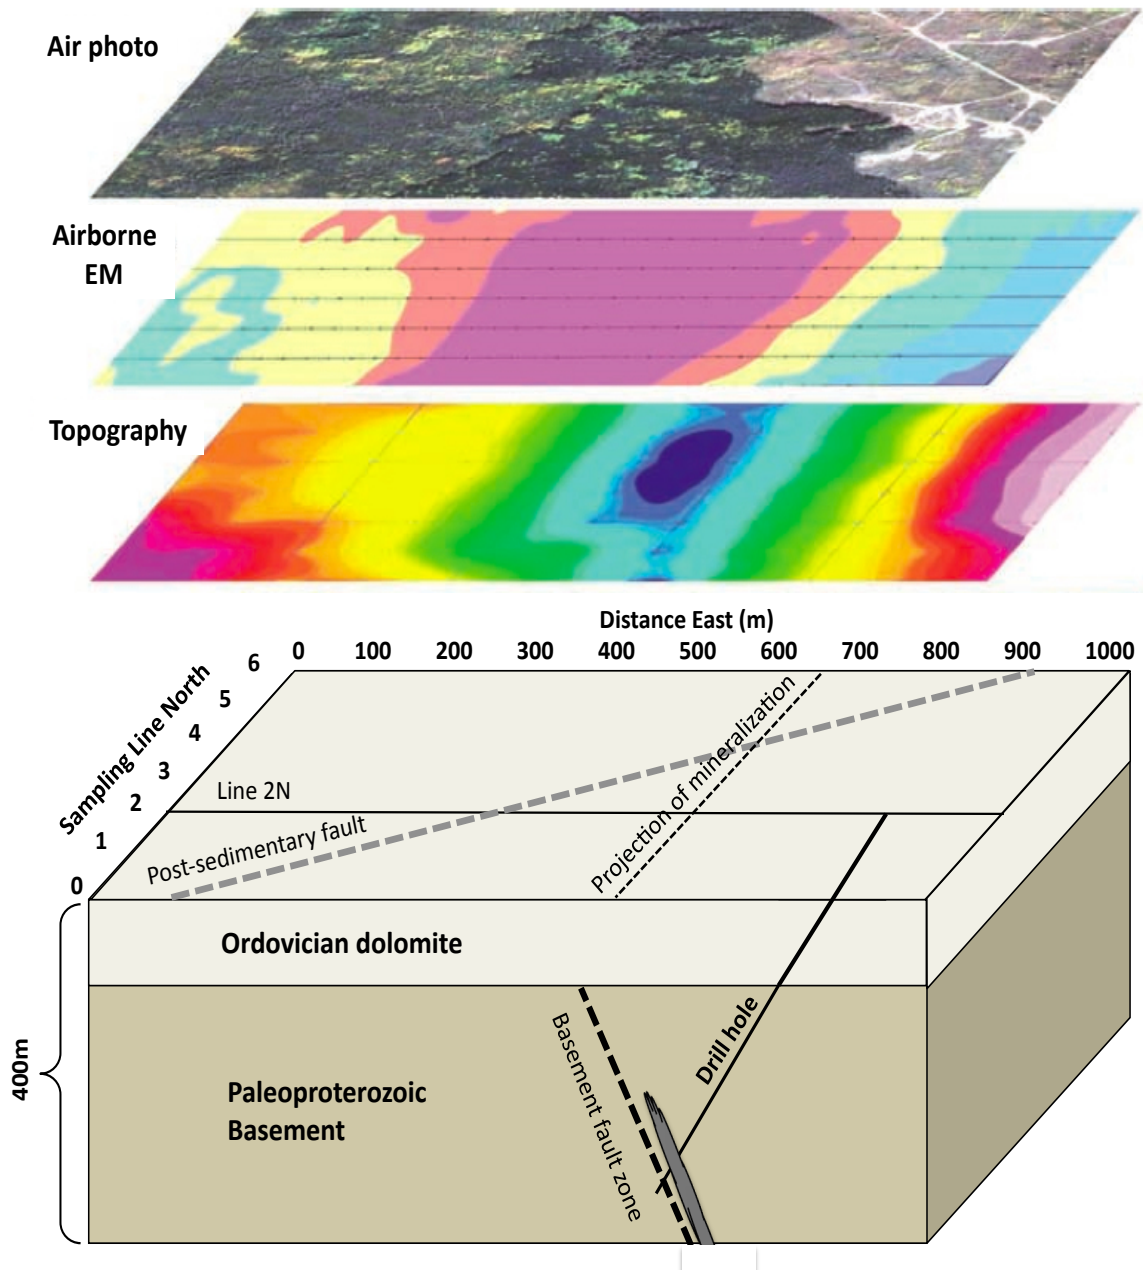 Air photo
Airborne
EM
Topography
Distance East (m)
0 100 200 300 400 500 600 700 800 900 1000
Sampling Line North
6
5
4
3
2
1
0
Line 2N
Post-sedimentary fault
Projection of mineralization
Ordovician dolomite
400m
Paleoproterozoic
Basement
Basement fault zone
Drill hole